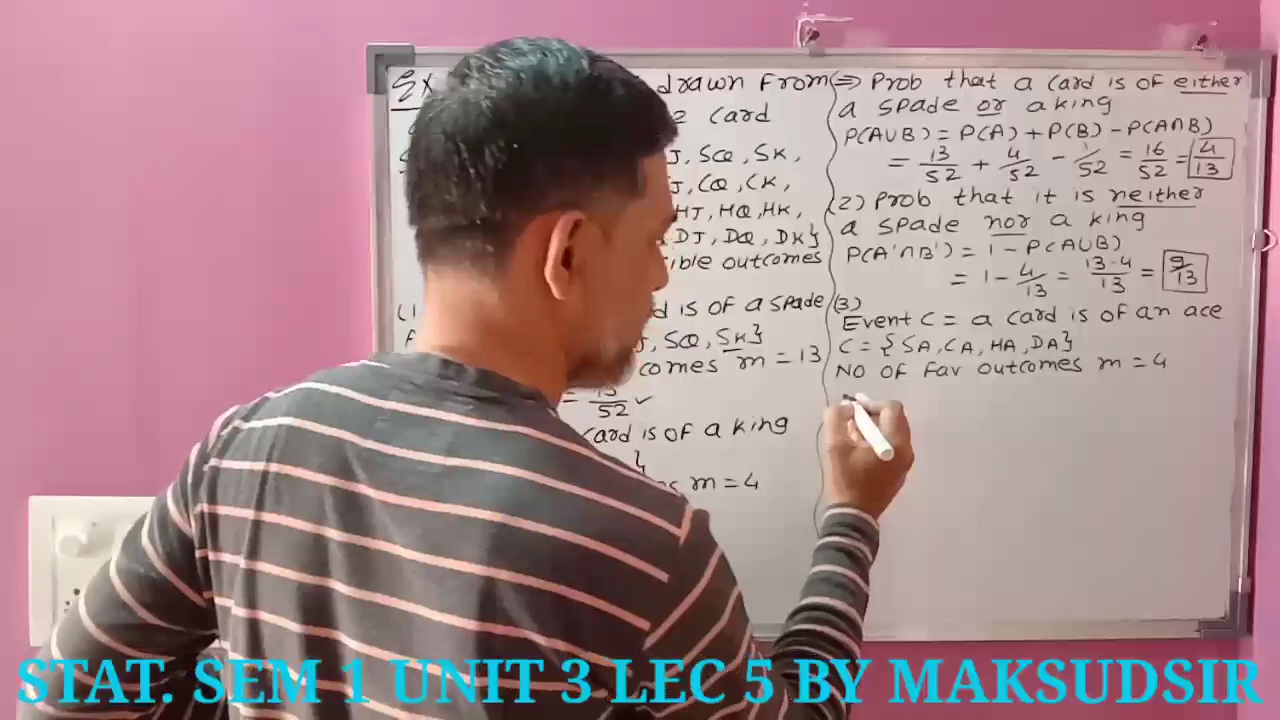 Ex drawn From
card
J, SQ, SK,
J, CQ, CK,
HJ, HQ, HK,
DJ, DQ, DK}
outcomes
(1) is of a spade
J, SQ, SK}
comes m = 13
= 13/52 ✓
card is of a king
}
m = 4
⇒ Prob that a card is of either
a spade or a king
P(A∪B) = P(A) + P(B) - P(A∩B)
= 13/52 + 4/52 - 1/52 = 16/52 = 4/13
(2) Prob that it is neither
a spade nor a king
P(A'∩B') = 1 - P(A∪B)
= 1 - 4/13 = 13-4/13 = 9/13
(3)
Event C = a card is of an ace
C = {SA, CA, HA, DA}
No of Fav outcomes m = 4
STAT. SEM 1 UNIT 3 LEC 5 BY MAKSUDSIR